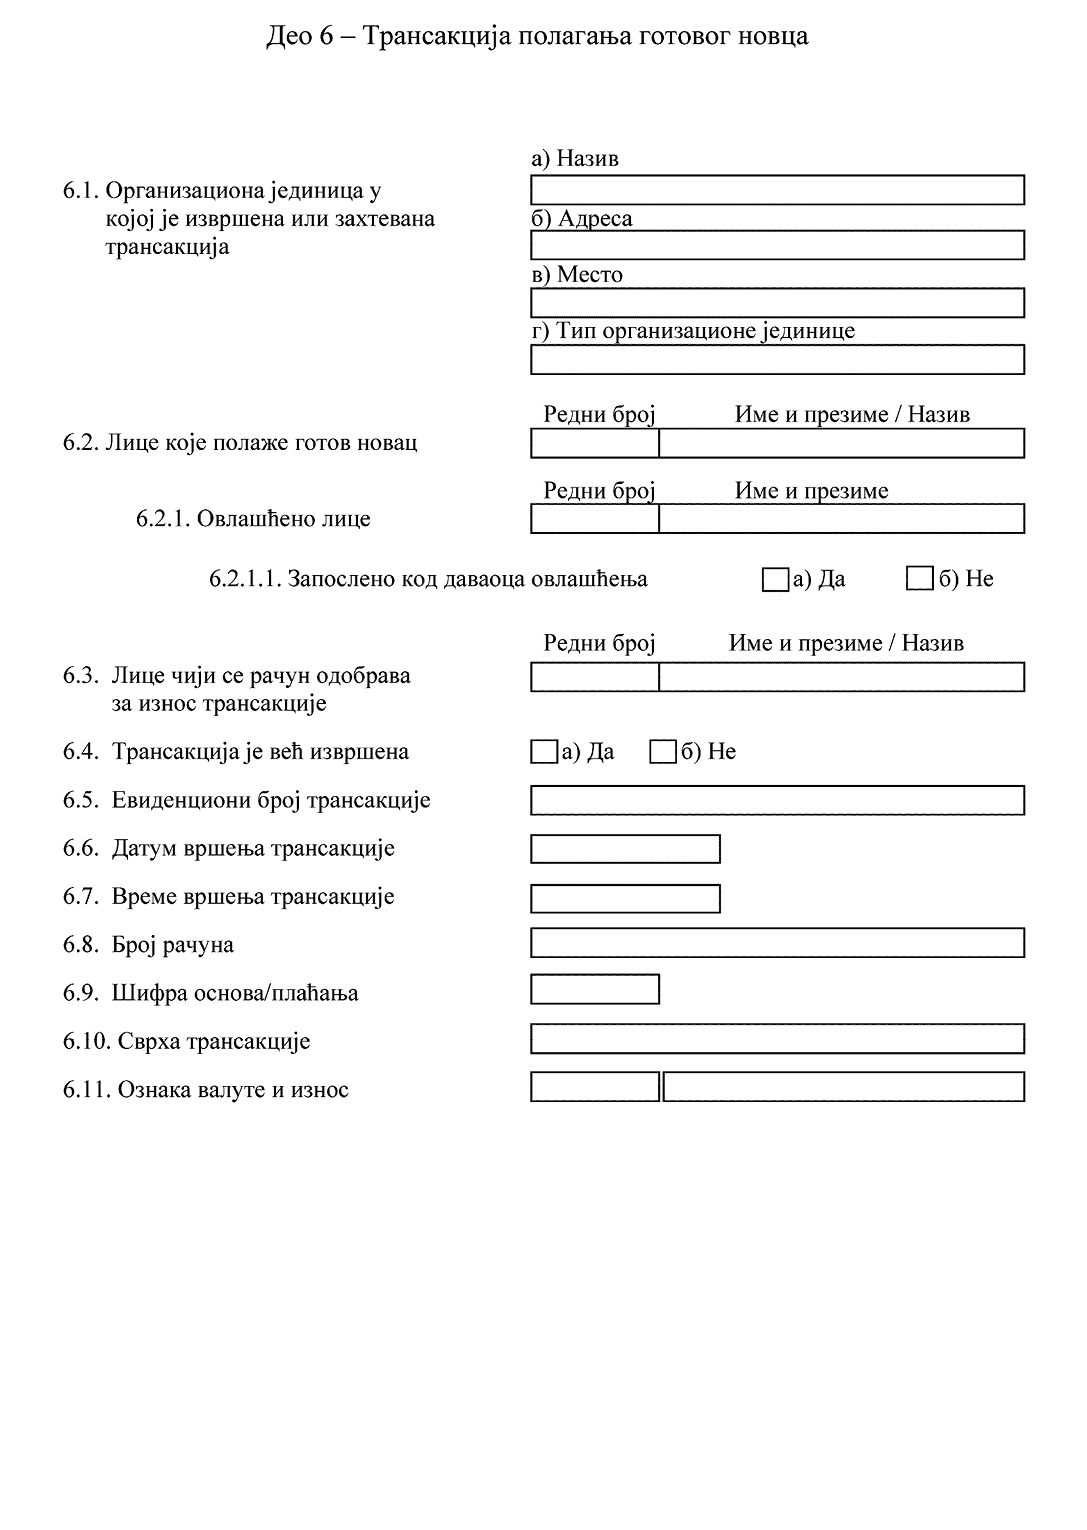 Део 6 – Трансакција полагања готовог новца
а) Назив
6.1. Организациона јединица у
којој је извршена или захтевана
трансакција
б) Адреса
в) Место
г) Тип организационе јединице
Редни број Име и презиме / Назив
6.2. Лице које полаже готов новац
Редни број Име и презиме
6.2.1. Овлашћено лице
6.2.1.1. Запослено код даваоца овлашћења а) Да б) Не
Редни број Име и презиме / Назив
6.3. Лице чији се рачун одобрава
за износ трансакције
6.4. Трансакција је већ извршена а) Да б) Не
6.5. Евиденциони број трансакције
6.6. Датум вршења трансакције
6.7. Време вршења трансакције
6.8. Број рачуна
6.9. Шифра основа/плаћања
6.10. Сврха трансакције
6.11. Ознака валуте и износ